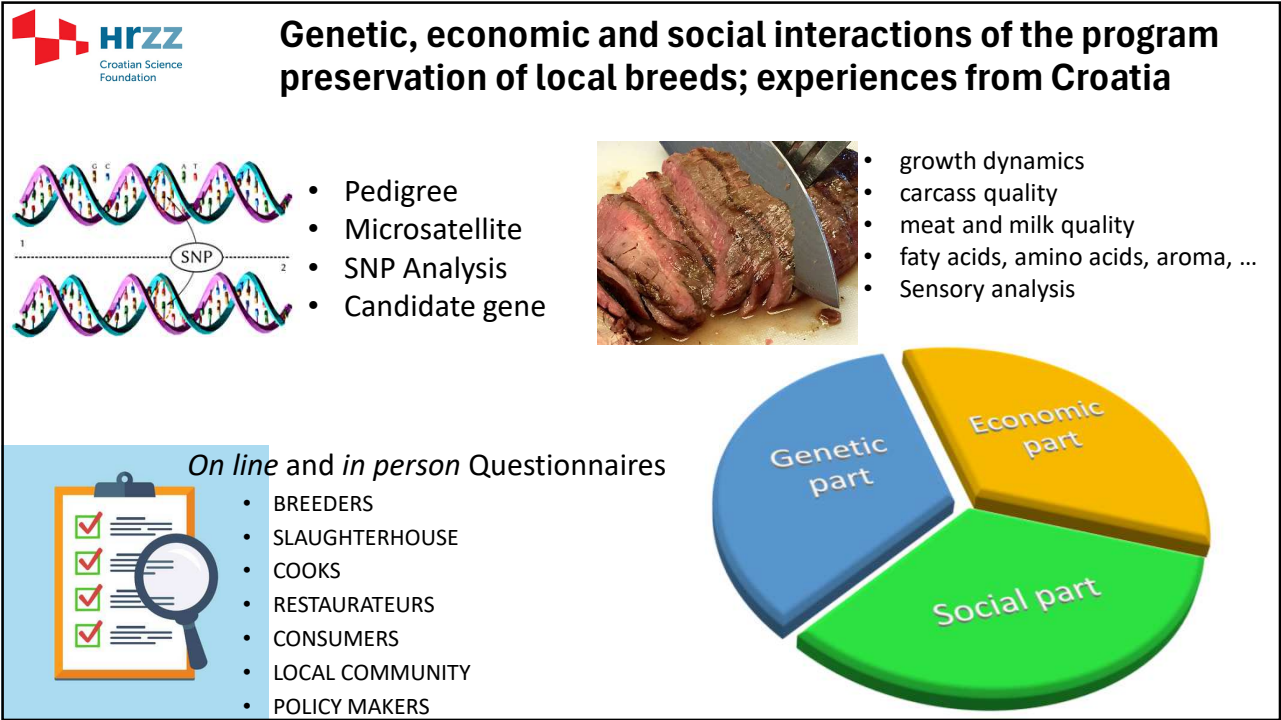 HRZZ
Croatian Science
Foundation
Genetic, economic and social interactions of the program
preservation of local breeds; experiences from Croatia
G C A T
1
SNP
2
• Pedigree
• Microsatellite
• SNP Analysis
• Candidate gene
• growth dynamics
• carcass quality
• meat and milk quality
• faty acids, amino acids, aroma, …
• Sensory analysis
On line and in person Questionnaires
• BREEDERS
• SLAUGHTERHOUSE
• COOKS
• RESTAURATEURS
• CONSUMERS
• LOCAL COMMUNITY
• POLICY MAKERS
Genetic
part
Economic
part
Social part